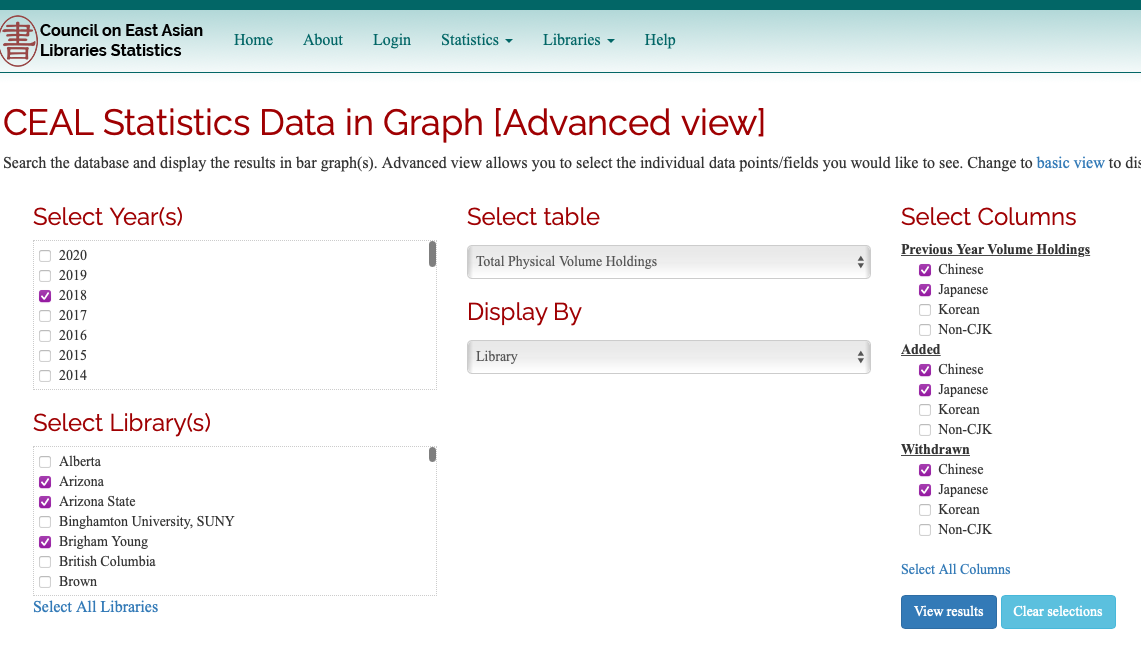 書
Council on East Asian
Libraries Statistics
Home
About
Login
Statistics
Libraries
Help
CEAL Statistics Data in Graph [Advanced view]
Search the database and display the results in bar graph(s). Advanced view allows you to select the individual data points/fields you would like to see. Change to basic view to dis
Select Year(s)
2020
2019
2018
2017
2016
2015
2014
Select Library(s)
Alberta
Arizona
Arizona State
Binghamton University, SUNY
Brigham Young
British Columbia
Brown
Select All Libraries
Select table
Total Physical Volume Holdings
Display By
Library
Select Columns
Previous Year Volume Holdings
Chinese
Japanese
Korean
Non-CJK
Added
Chinese
Japanese
Korean
Non-CJK
Withdrawn
Chinese
Japanese
Korean
Non-CJK
Select All Columns
View results
Clear selections